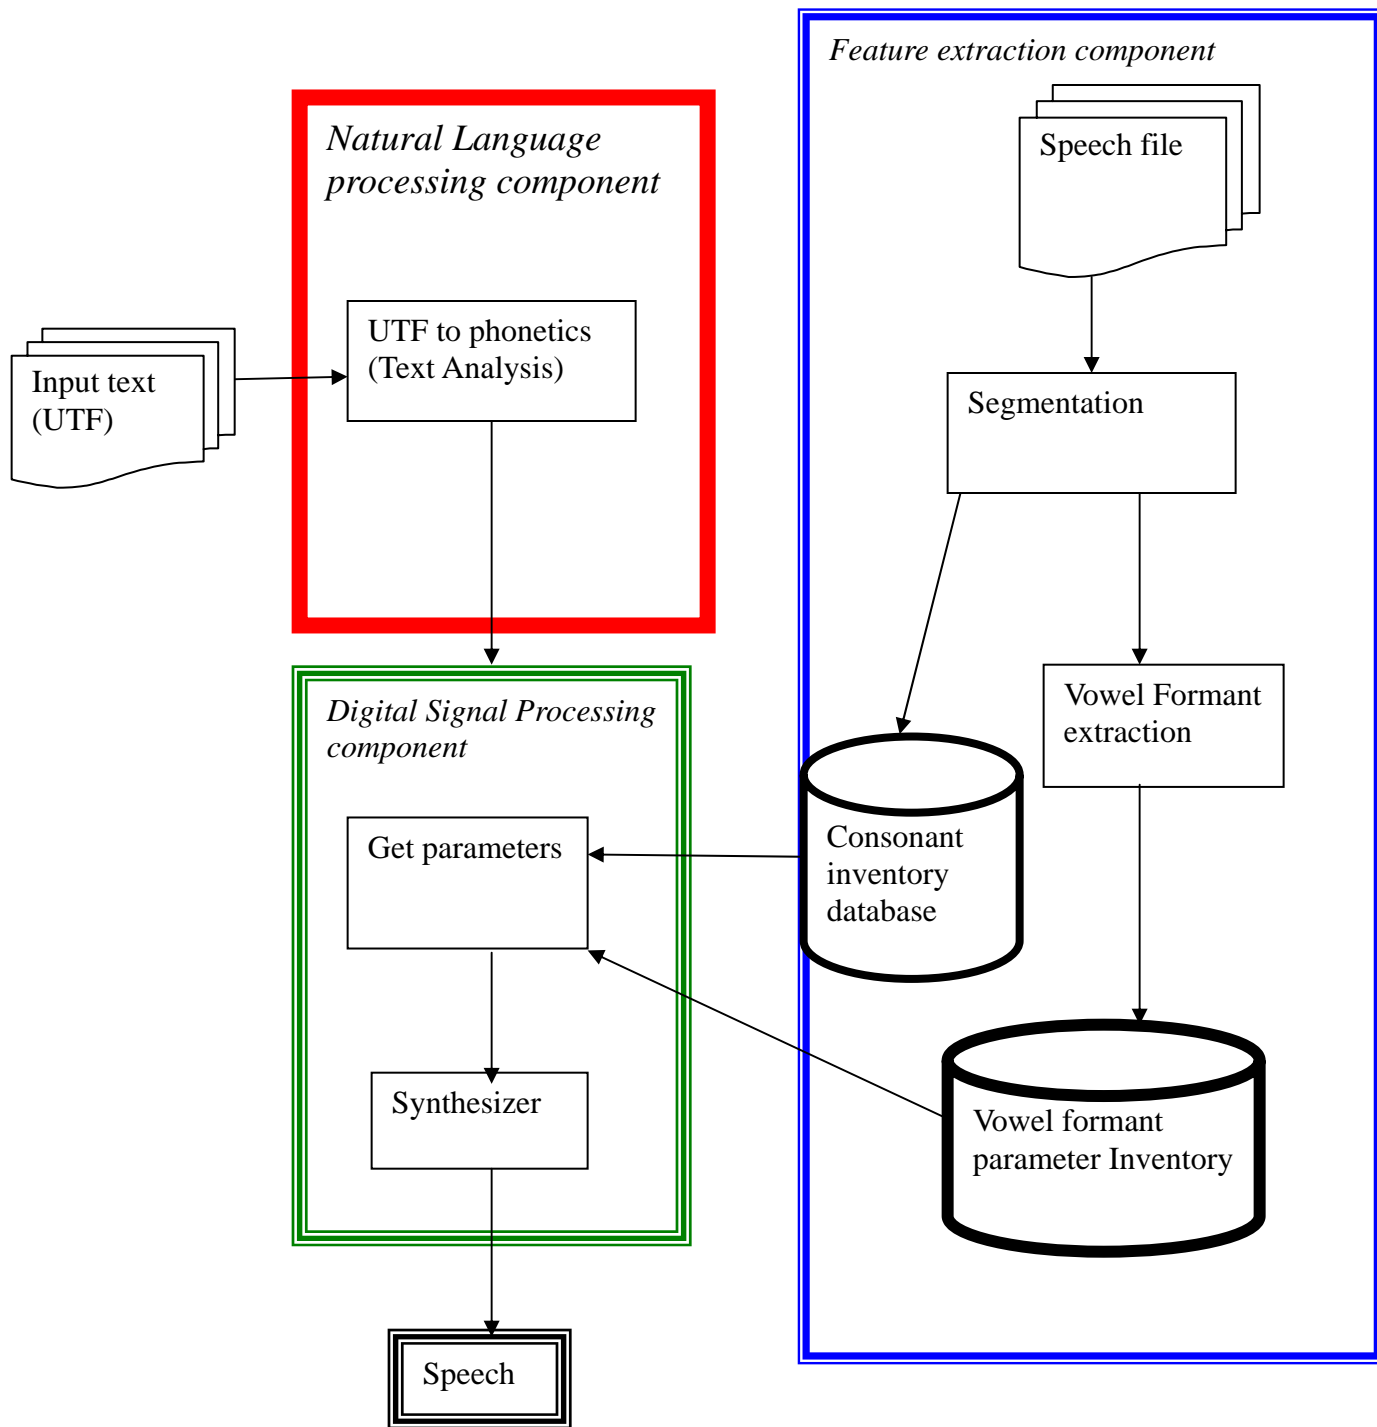 Feature extraction component
Speech file
Natural Language
processing component
UTF to phonetics
(Text Analysis)
Input text
(UTF)
Segmentation
Vowel Formant
extraction
Digital Signal Processing
component
Get parameters
Consonant
inventory
database
Synthesizer
Vowel formant
parameter Inventory
Speech